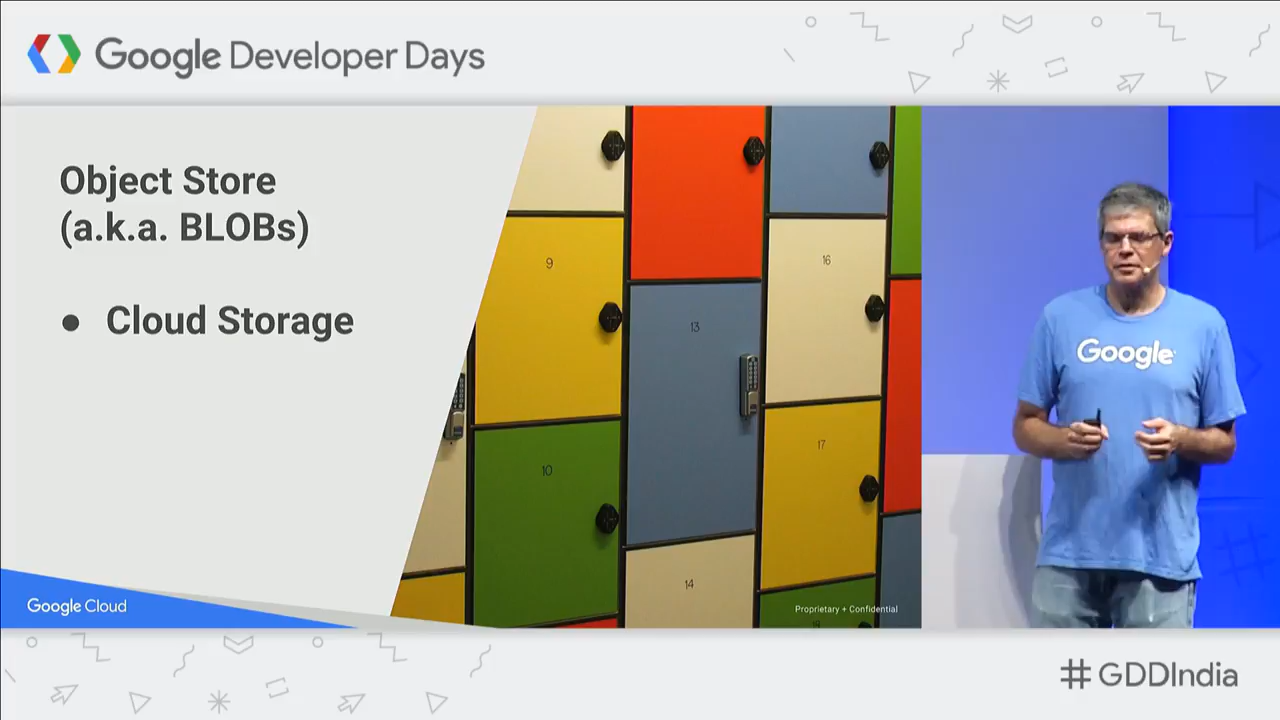 Google Developer Days
Object Store
(a.k.a. BLOBs)
● Cloud Storage
9
16
13
10
17
14
Google
Google Cloud
Proprietary + Confidential
#GDDIndia